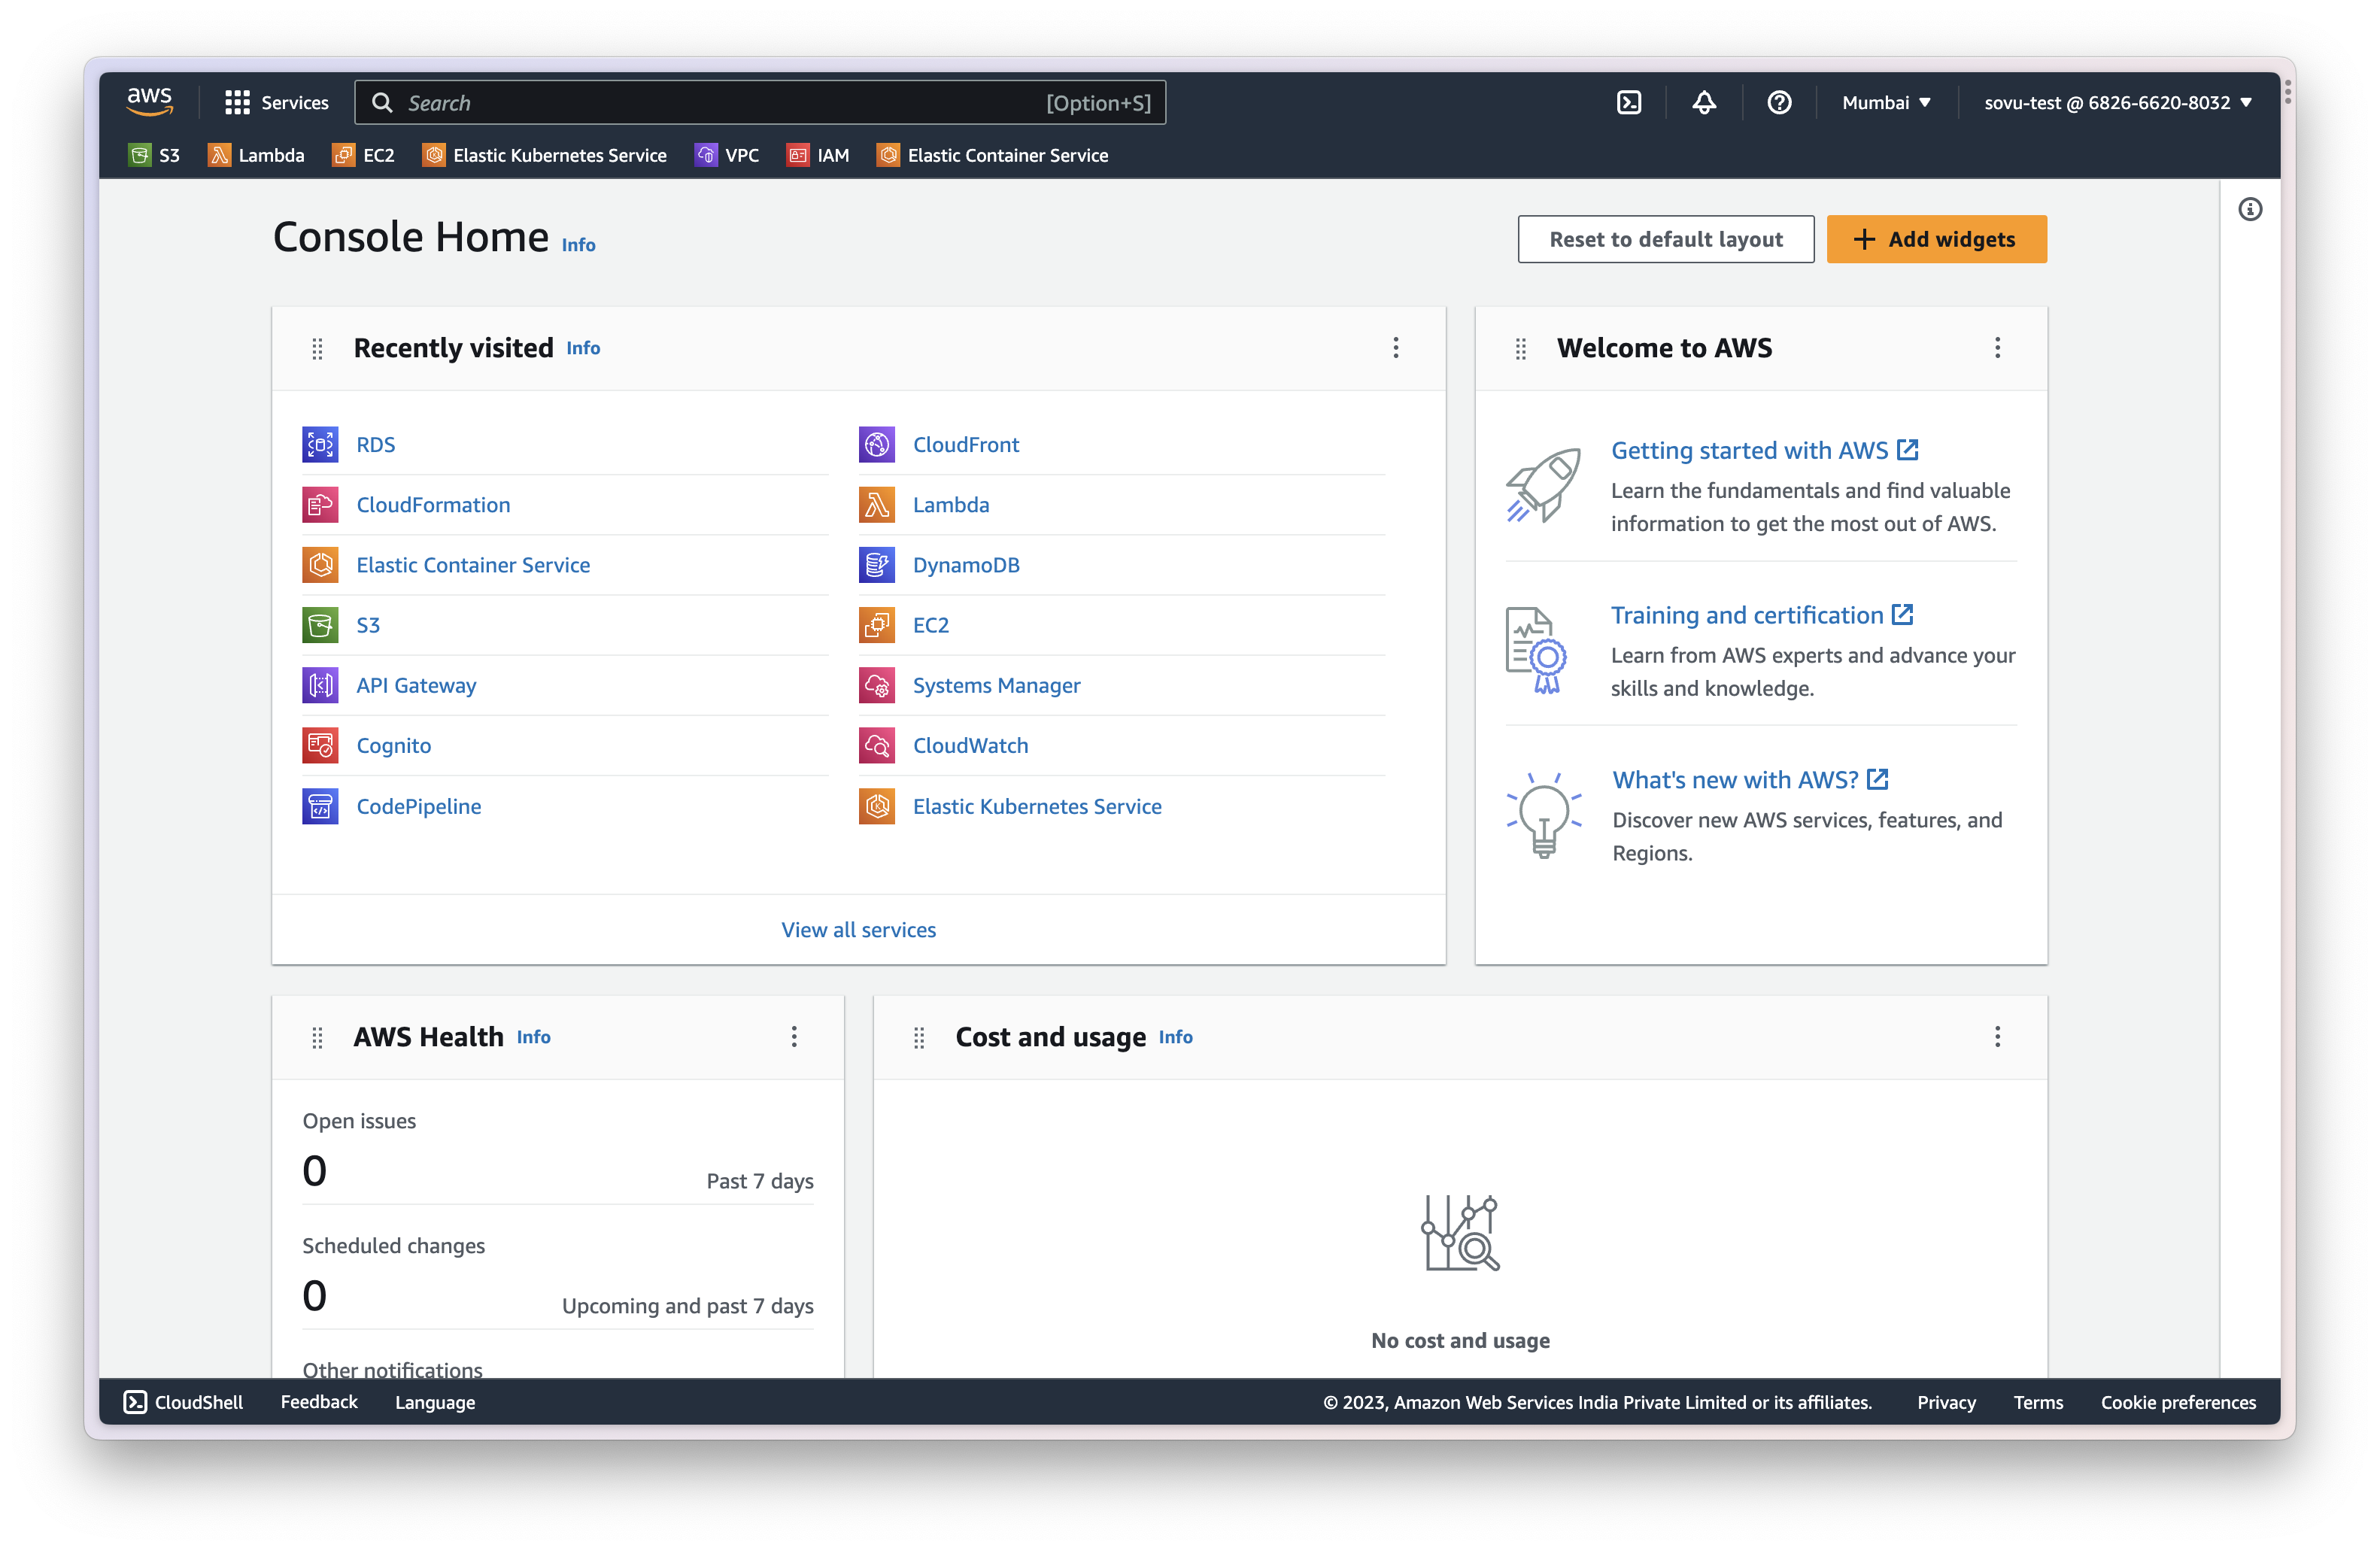 aws
Services
Search [Option+S]
Mumbai
sovu-test @ 6826-6620-8032
S3 Lambda EC2 Elastic Kubernetes Service VPC IAM Elastic Container Service
Console Home Info
Reset to default layout
Add widgets
Recently visited Info
RDS
CloudFormation
Elastic Container Service
S3
API Gateway
Cognito
CodePipeline
CloudFront
Lambda
DynamoDB
EC2
Systems Manager
CloudWatch
Elastic Kubernetes Service
View all services
Welcome to AWS
Getting started with AWS
Learn the fundamentals and find valuable
information to get the most out of AWS.
Training and certification
Learn from AWS experts and advance your
skills and knowledge.
What's new with AWS?
Discover new AWS services, features, and
Regions.
AWS Health Info
Open issues
0
Past 7 days
Scheduled changes
0
Upcoming and past 7 days
Other notifications
Cost and usage Info
No cost and usage
CloudShell Feedback Language
© 2023, Amazon Web Services India Private Limited or its affiliates. Privacy Terms Cookie preferences